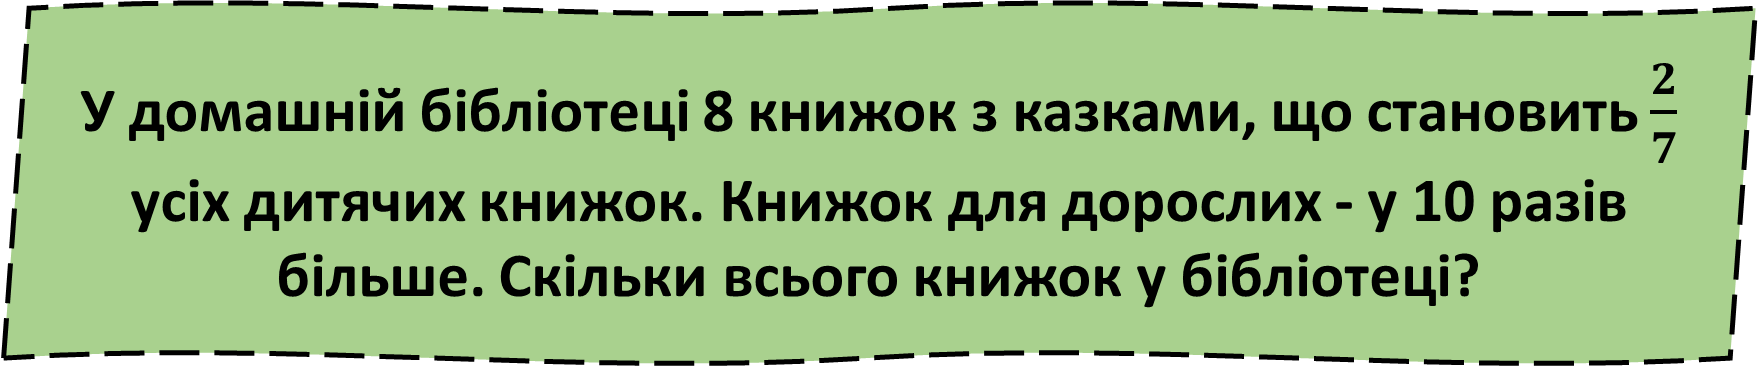 У домашній бібліотеці 8 книжок з казками, що становить 2/7
усіх дитячих книжок. Книжок для дорослих - у 10 разів
більше. Скільки всього книжок у бібліотеці?